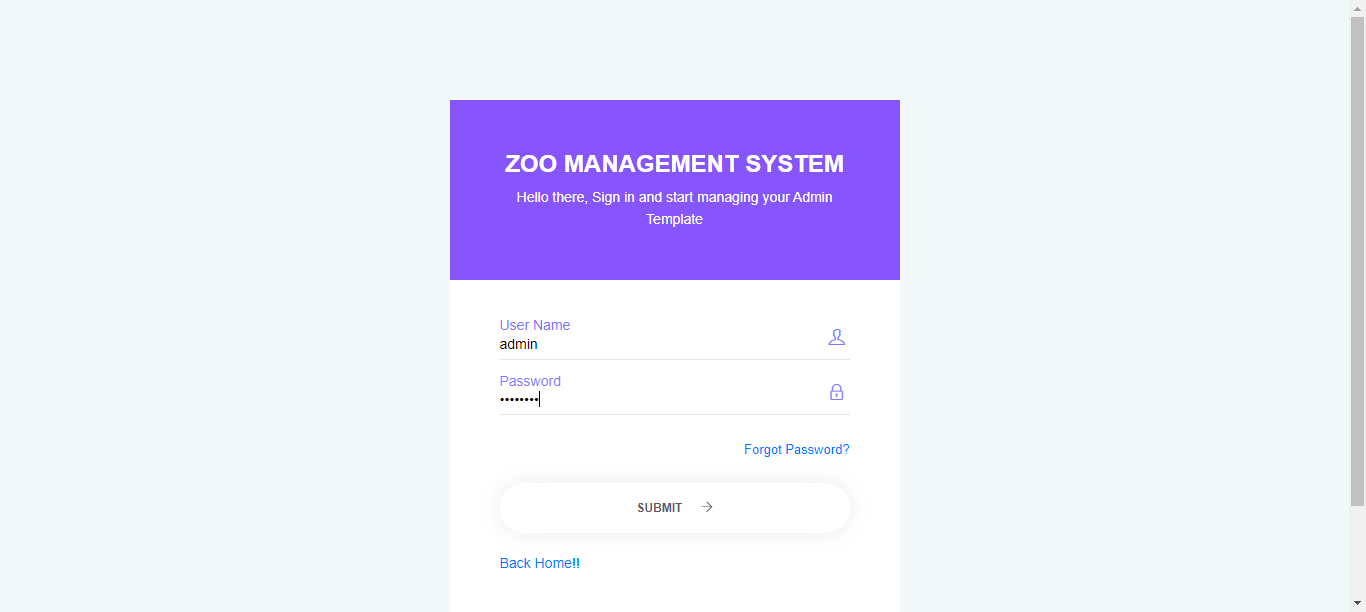 ZOO MANAGEMENT SYSTEM
Hello there, Sign in and start managing your Admin
Template
User Name
admin
Password
••••••••
Forgot Password?
SUBMIT
Back Home!!